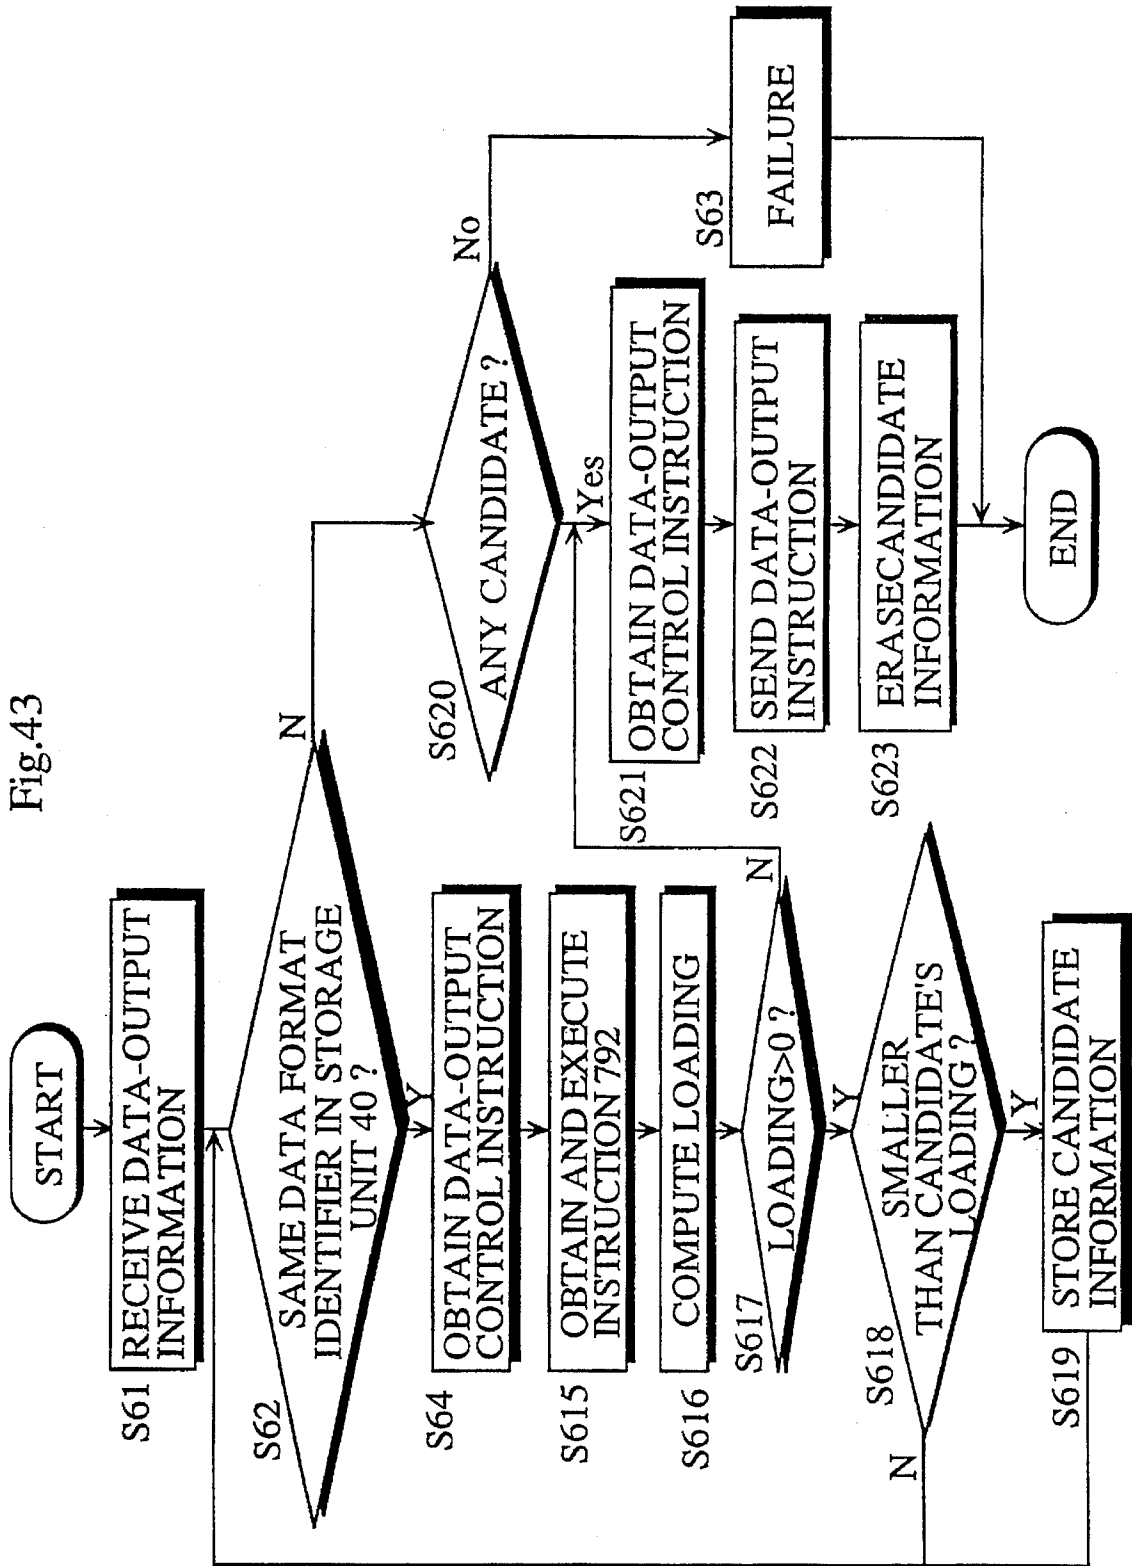 Fig.43
START
S61
RECEIVE DATA-OUTPUT
INFORMATION
S62
SAME DATA FORMAT
IDENTIFIER IN STORAGE
UNIT 40 ?
N
Y
S64
OBTAIN DATA-OUTPUT
CONTROL INSTRUCTION
S615
OBTAIN AND EXECUTE
INSTRUCTION 792
S616
COMPUTE LOADING
S617
LOADING>0 ?
N
Y
S618
SMALLER
THAN CANDIDATE'S
LOADING ?
N
Y
S619
STORE CANDIDATE
INFORMATION
S620
ANY CANDIDATE ?
No
Yes
S621
OBTAIN DATA-OUTPUT
CONTROL INSTRUCTION
S622
SEND DATA-OUTPUT
INSTRUCTION
S623
ERASECANDIDATE
INFORMATION
S63
FAILURE
END